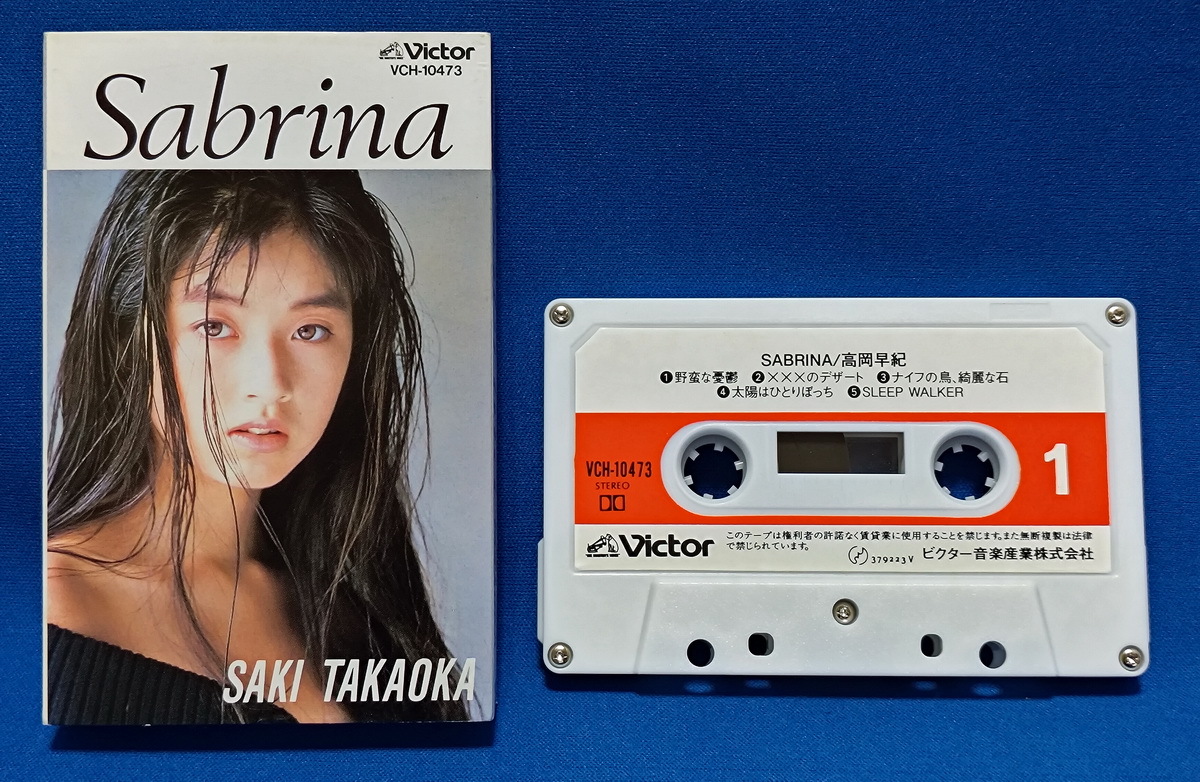 Victor
VCH-10473
Sabrina
SAKI TAKAOKA
SABRINA/高岡早紀
❶野蛮な憂鬱 ❷×××のデザート ❸ナイフの鳥、綺麗な石
❹太陽はひとりぼっち ❺SLEEP WALKER
VCH-10473
STEREO
1
Victor
このテープは権利者の許諾なく賃貸業に使用することを禁じます。また無断複製は法律
で禁じられています。
379223V ビクター音楽産業株式会社